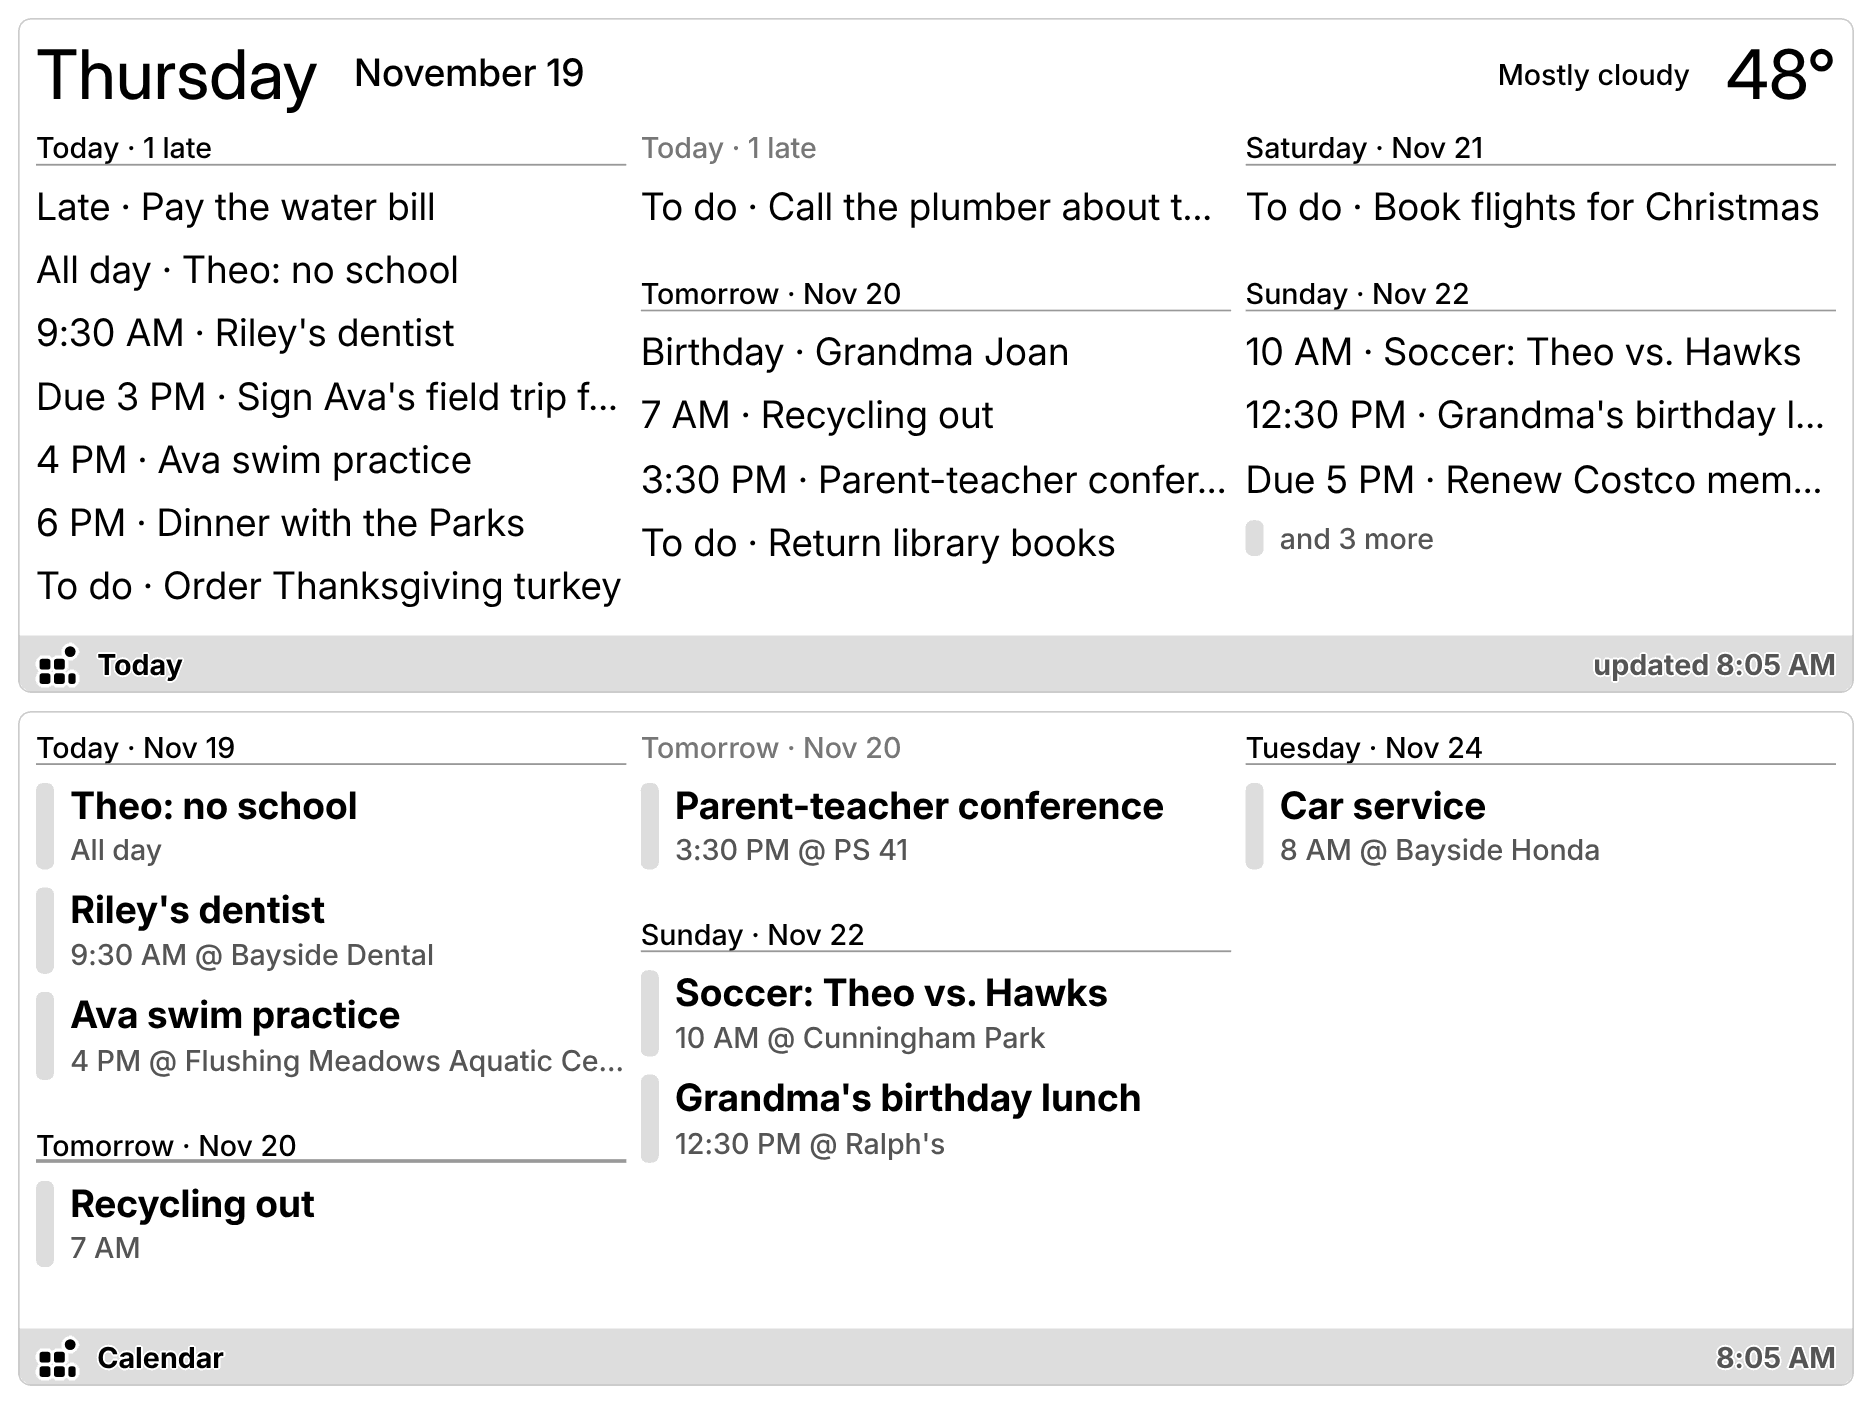 Thursday November 19
Mostly cloudy 48°
Today · 1 late
Late · Pay the water bill
All day · Theo: no school
9:30 AM · Riley's dentist
Due 3 PM · Sign Ava's field trip f...
4 PM · Ava swim practice
6 PM · Dinner with the Parks
To do · Order Thanksgiving turkey
Today · 1 late
To do · Call the plumber about t...
Tomorrow · Nov 20
Birthday · Grandma Joan
7 AM · Recycling out
3:30 PM · Parent-teacher confer...
To do · Return library books
Saturday · Nov 21
To do · Book flights for Christmas
Sunday · Nov 22
10 AM · Soccer: Theo vs. Hawks
12:30 PM · Grandma's birthday l...
Due 5 PM · Renew Costco mem...
and 3 more
Today
updated 8:05 AM
Today · Nov 19
Theo: no school
All day
Riley's dentist
9:30 AM @ Bayside Dental
Ava swim practice
4 PM @ Flushing Meadows Aquatic Ce...
Tomorrow · Nov 20
Recycling out
7 AM
Tomorrow · Nov 20
Parent-teacher conference
3:30 PM @ PS 41
Sunday · Nov 22
Soccer: Theo vs. Hawks
10 AM @ Cunningham Park
Grandma's birthday lunch
12:30 PM @ Ralph's
Tuesday · Nov 24
Car service
8 AM @ Bayside Honda
Calendar
8:05 AM